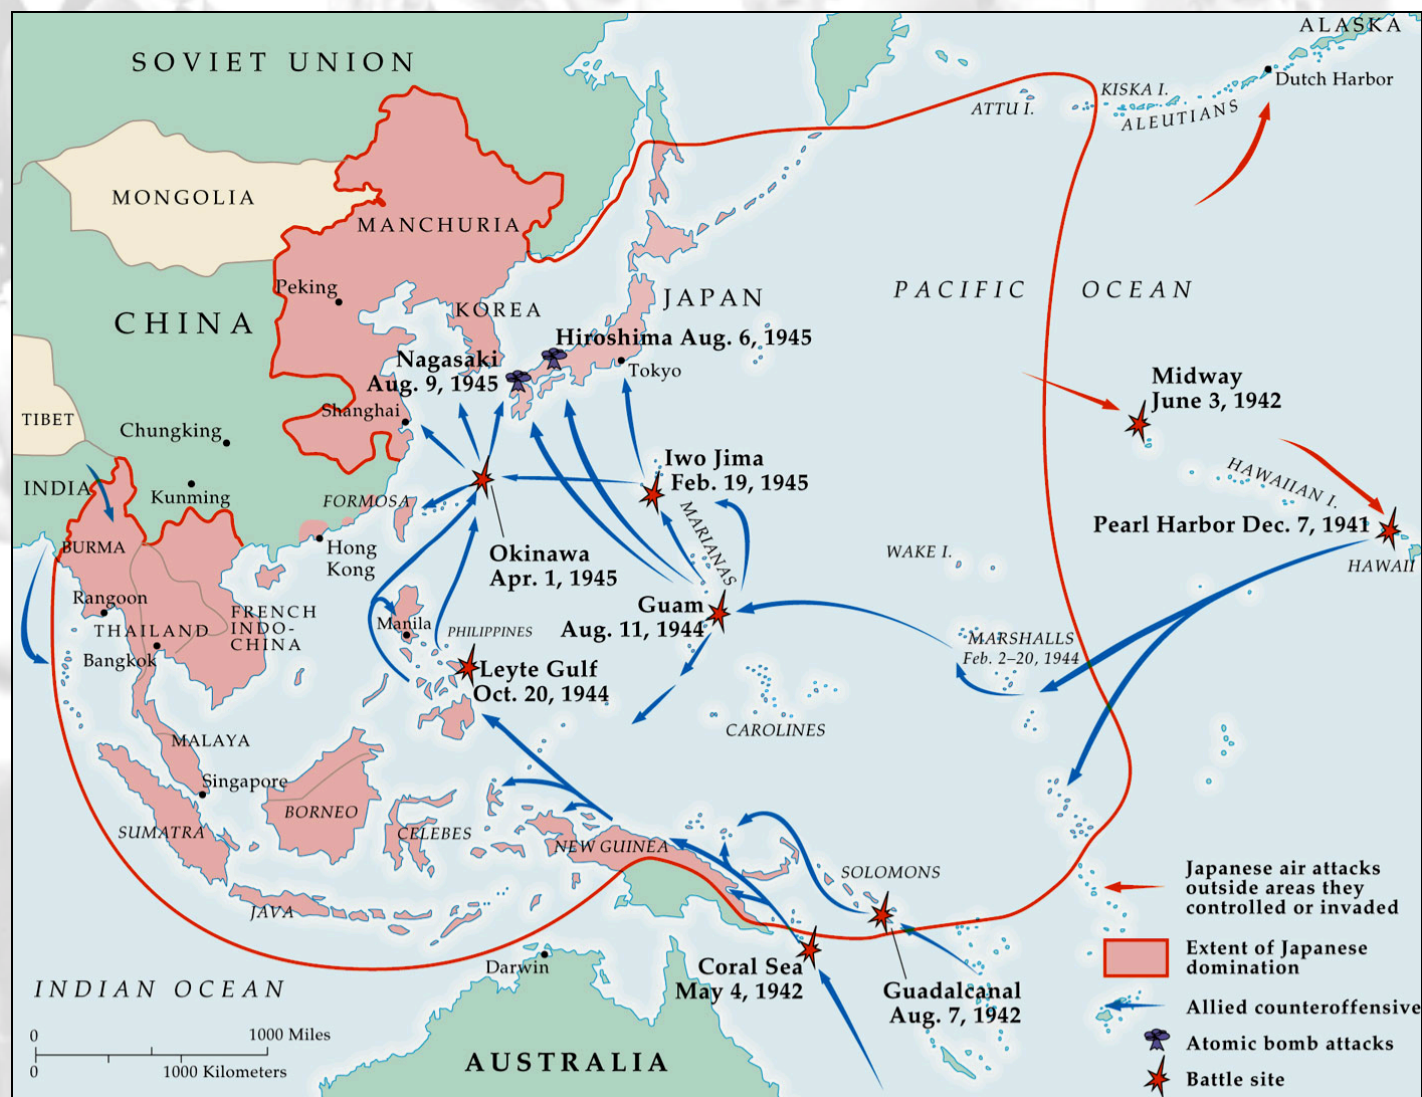 ALASKA
SOVIET UNION
Dutch Harbor
KISKA I.
ATTU I.
ALEUTIANS
MONGOLIA
MANCHURIA
Peking
KOREA
JAPAN
PACIFIC OCEAN
CHINA
Hiroshima Aug. 6, 1945
Nagasaki
Aug. 9, 1945
Tokyo
Midway
June 3, 1942
TIBET
Shanghai
Chungking
Iwo Jima
Feb. 19, 1945
HAWAIIAN I.
INDIA
Kunming
FORMOSA
MARIANAS
Pearl Harbor Dec. 7, 1941
HAWAII
BURMA
Hong
Kong
Okinawa
Apr. 1, 1945
WAKE I.
Rangoon
FRENCH
INDO-
CHINA
THAILAND
Bangkok
Manila
PHILIPPINES
Guam
Aug. 11, 1944
MARSHALLS
Feb. 2–20, 1944
Leyte Gulf
Oct. 20, 1944
CAROLINES
MALAYA
Singapore
BORNEO
SUMATRA
CELEBES
NEW GUINEA
SOLOMONS
JAVA
Darwin
Coral Sea
May 4, 1942
Guadalcanal
Aug. 7, 1942
INDIAN OCEAN
AUSTRALIA
0 1000 Miles
0 1000 Kilometers
Japanese air attacks
outside areas they
controlled or invaded
Extent of Japanese
domination
Allied counteroffensive
Atomic bomb attacks
Battle site